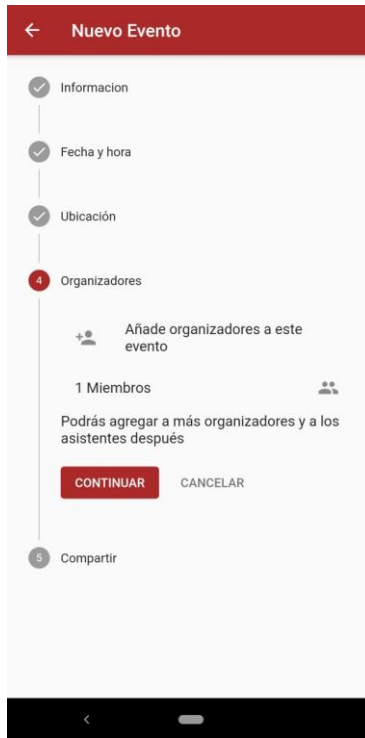 Nuevo Evento
Informacion
Fecha y hora
Ubicación
4 Organizadores
Añade organizadores a este
evento
1 Miembros
Podrás agregar a más organizadores y a los
asistentes después
CONTINUAR CANCELAR
5 Compartir